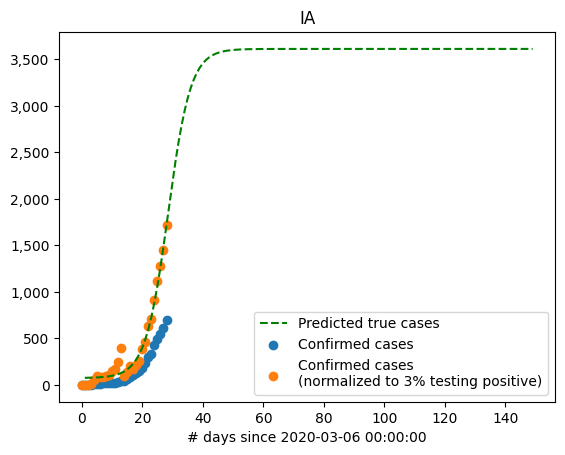 IA
3,500
3,000
2,500
2,000
1,500
1,000
500
0
Predicted true cases
Confirmed cases
Confirmed cases
(normalized to 3% testing positive)
0 20 40 60 80 100 120 140
# days since 2020-03-06 00:00:00